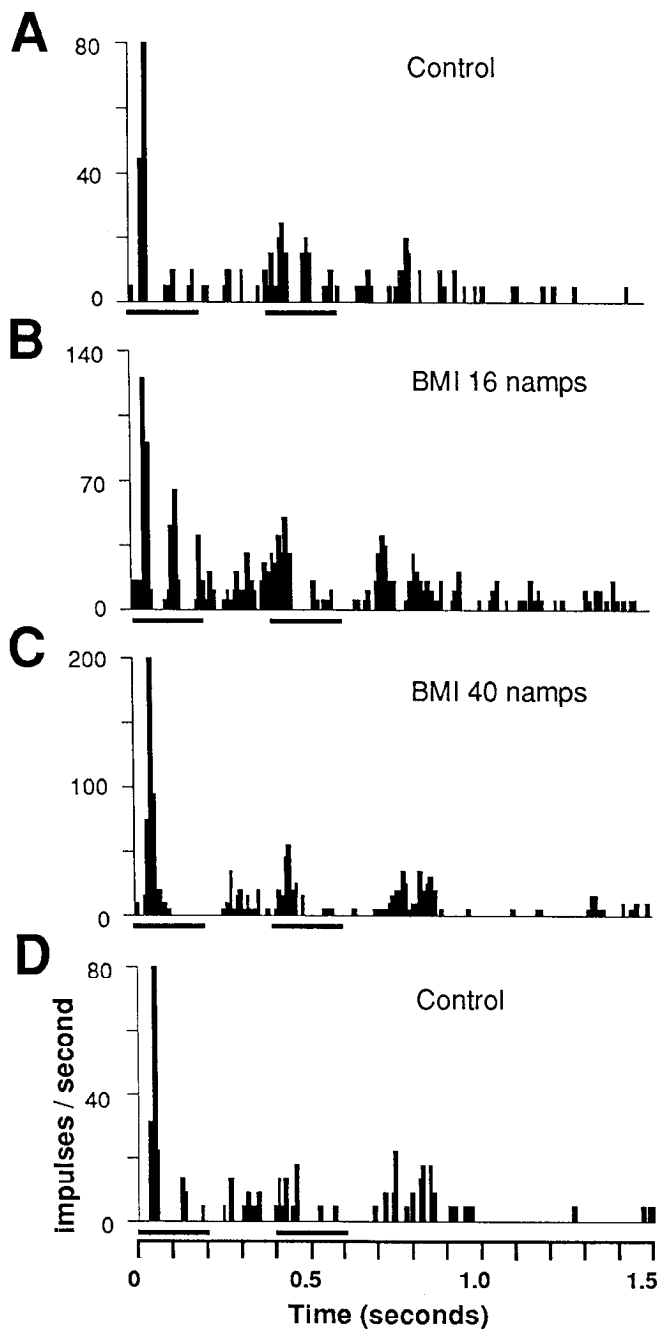 A
80
Control
40
0
B
140
BMI 16 namps
70
0
C
200
BMI 40 namps
100
0
D
80
Control
impulses / second
40
0
0 0.5 1.0 1.5
Time (seconds)